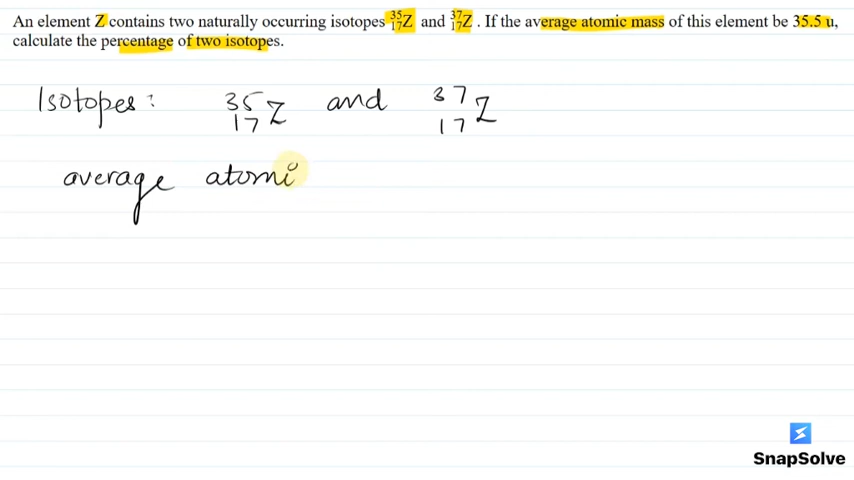 An element Z contains two naturally occurring isotopes ³⁵₁₇Z and ³⁷₁₇Z . If the average atomic mass of this element be 35.5 u,
calculate the percentage of two isotopes.
Isotopes : ³⁵₁₇Z and ³⁷₁₇Z
average atomi
SnapSolve